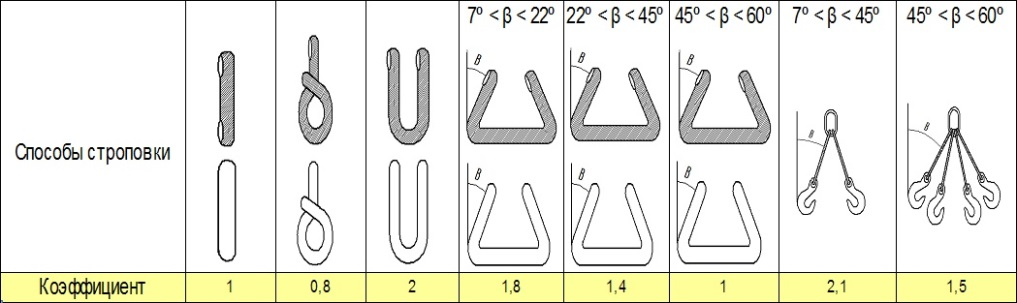 7º < β < 22º 22º < β < 45º 45º < β < 60º 7º < β < 45º 45º < β < 60º
β β β β β
Способы строповки
β β β
Коэффициент 1 0,8 2 1,8 1,4 1 2,1 1,5